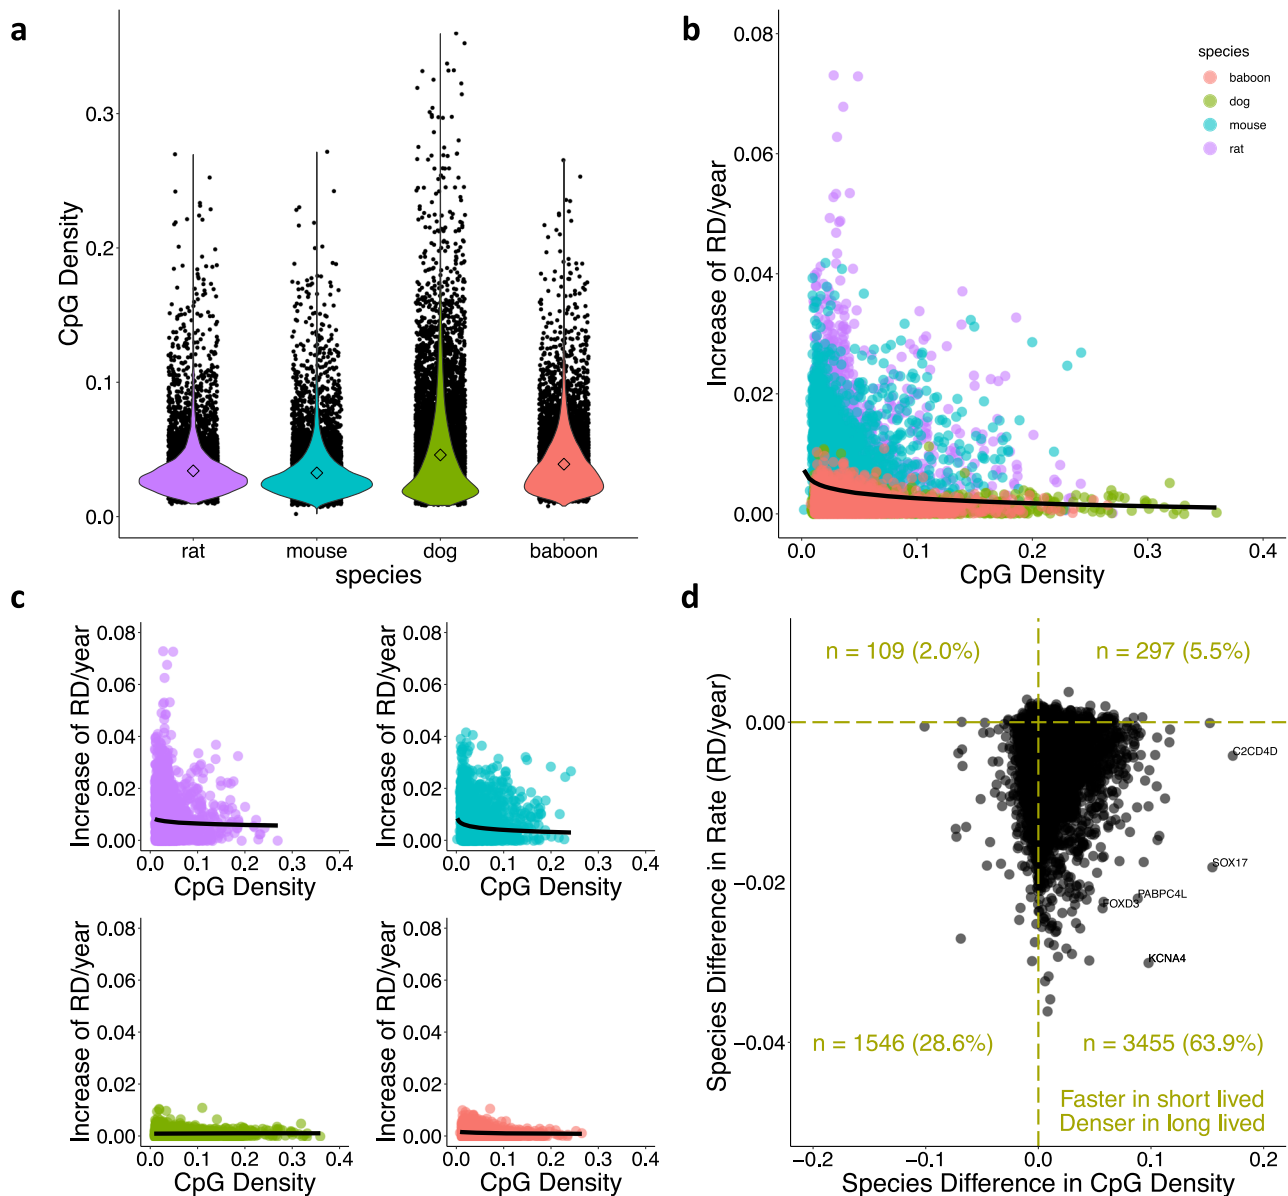 a
CpG Density
0.3
0.2
0.1
0.0
rat mouse dog baboon
species
b
Increase of RD/year
0.08
0.06
0.04
0.02
0.00
0.0 0.1 0.2 0.3 0.4
CpG Density
species
baboon
dog
mouse
rat
c
Increase of RD/year
0.08
0.06
0.04
0.02
0.00
0.0 0.1 0.2 0.3 0.4
CpG Density
Increase of RD/year
0.08
0.06
0.04
0.02
0.00
0.0 0.1 0.2 0.3 0.4
CpG Density
Increase of RD/year
0.08
0.06
0.04
0.02
0.00
0.0 0.1 0.2 0.3 0.4
CpG Density
Increase of RD/year
0.08
0.06
0.04
0.02
0.00
0.0 0.1 0.2 0.3 0.4
CpG Density
d
Species Difference in Rate (RD/year)
n = 109 (2.0%)
n = 297 (5.5%)
0.00
−0.02
−0.04
C2CD4D
SOX17
PABPC4L
FOXD3
KCNA4
n = 1546 (28.6%)
n = 3455 (63.9%)
Faster in short lived
Denser in long lived
−0.2 −0.1 0.0 0.1 0.2
Species Difference in CpG Density